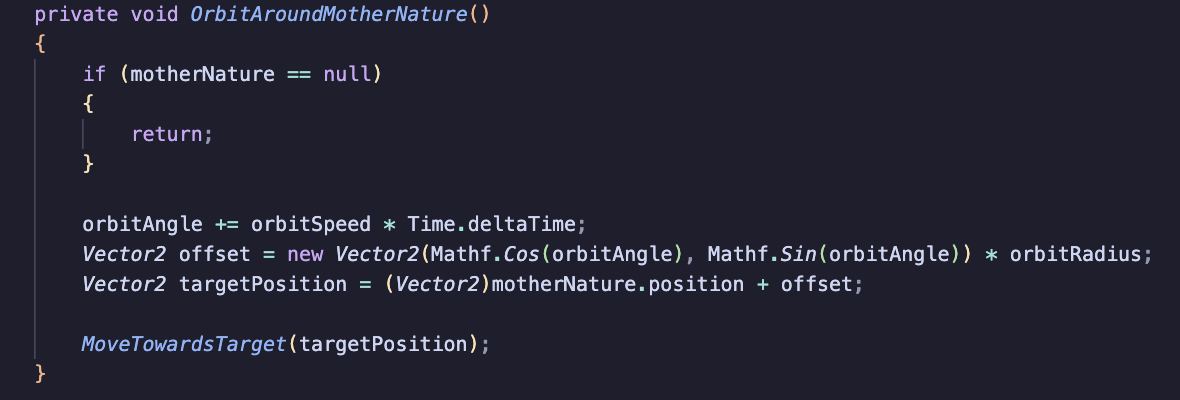 private void OrbitAroundMotherNature()
{
    if (motherNature == null)
    {
        return;
    }

    orbitAngle += orbitSpeed * Time.deltaTime;
    Vector2 offset = new Vector2(Mathf.Cos(orbitAngle), Mathf.Sin(orbitAngle)) * orbitRadius;
    Vector2 targetPosition = (Vector2)motherNature.position + offset;

    MoveTowardsTarget(targetPosition);
}